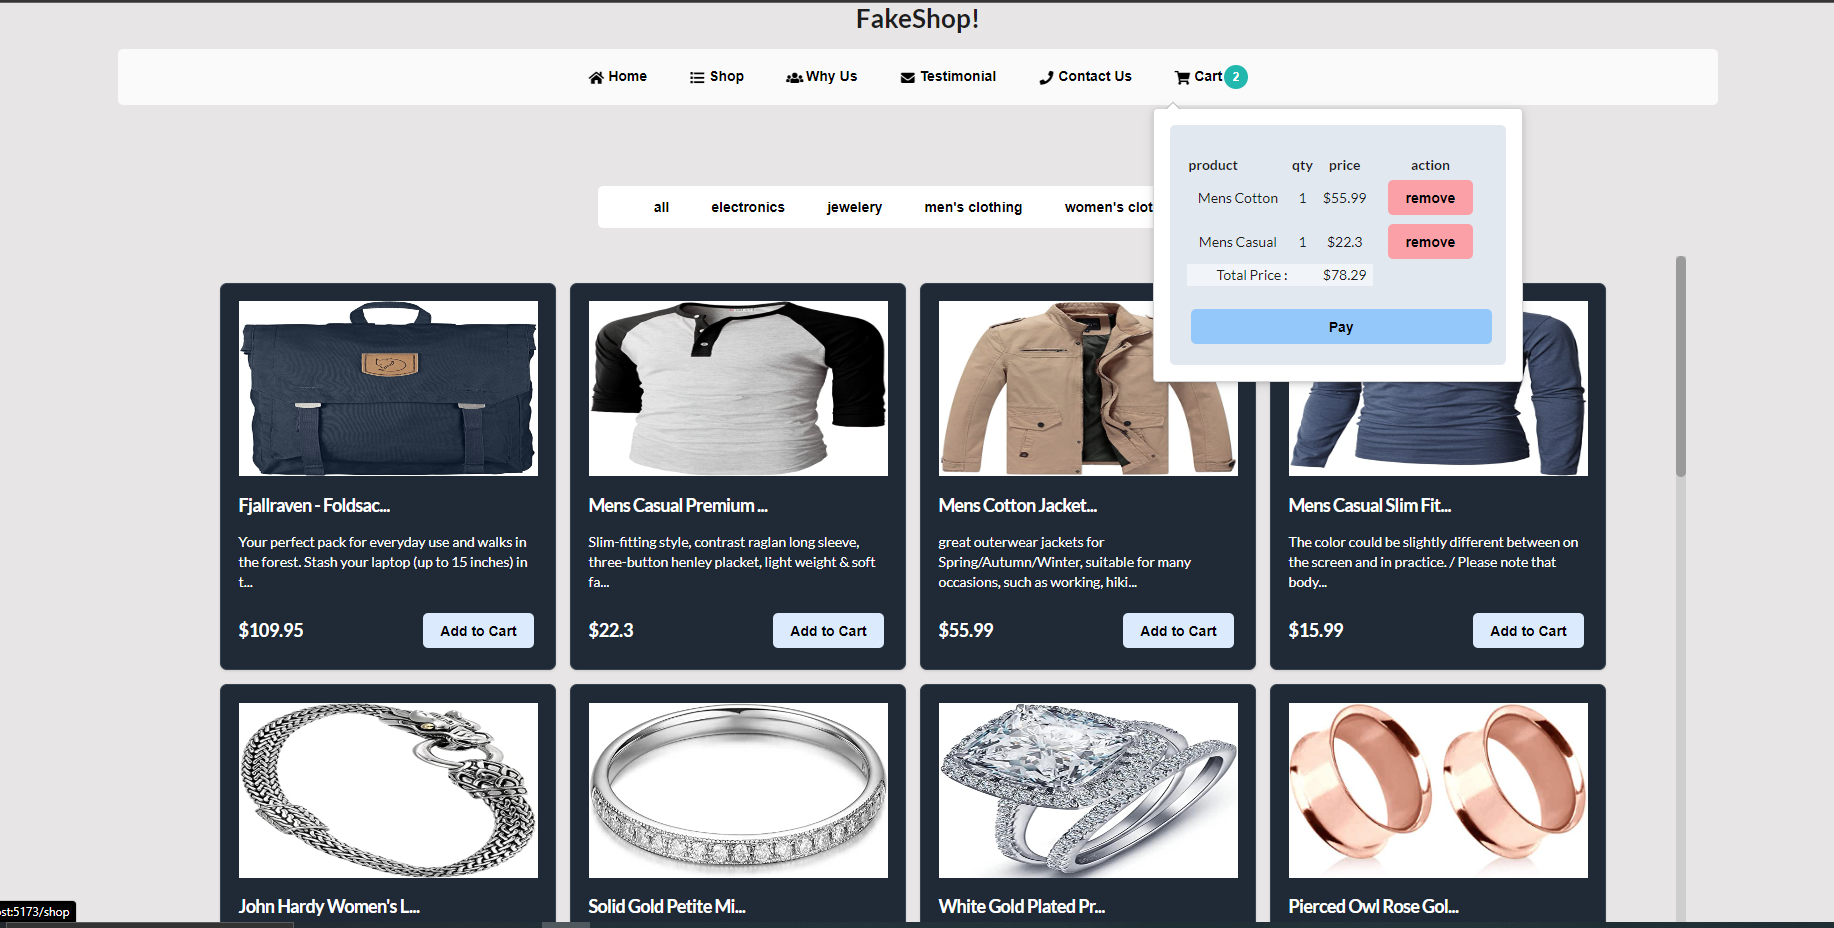 FakeShop!
Home Shop Why Us Testimonial Contact Us Cart 2
product qty price action
Mens Cotton 1 $55.99 remove
Mens Casual 1 $22.3 remove
Total Price : $78.29
Pay
all electronics jewelery men's clothing women's clot
Fjallraven - Foldsac...
Your perfect pack for everyday use and walks in
the forest. Stash your laptop (up to 15 inches) in
t...
$109.95 Add to Cart
Mens Casual Premium ...
Slim-fitting style, contrast raglan long sleeve,
three-button henley placket, light weight & soft
fa...
$22.3 Add to Cart
Mens Cotton Jacket...
great outerwear jackets for
Spring/Autumn/Winter, suitable for many
occasions, such as working, hiki...
$55.99 Add to Cart
Mens Casual Slim Fit...
The color could be slightly different between on
the screen and in practice. / Please note that
body...
$15.99 Add to Cart
John Hardy Women's L...
Solid Gold Petite Mi...
White Gold Plated Pr...
Pierced Owl Rose Gol...
st:5173/shop